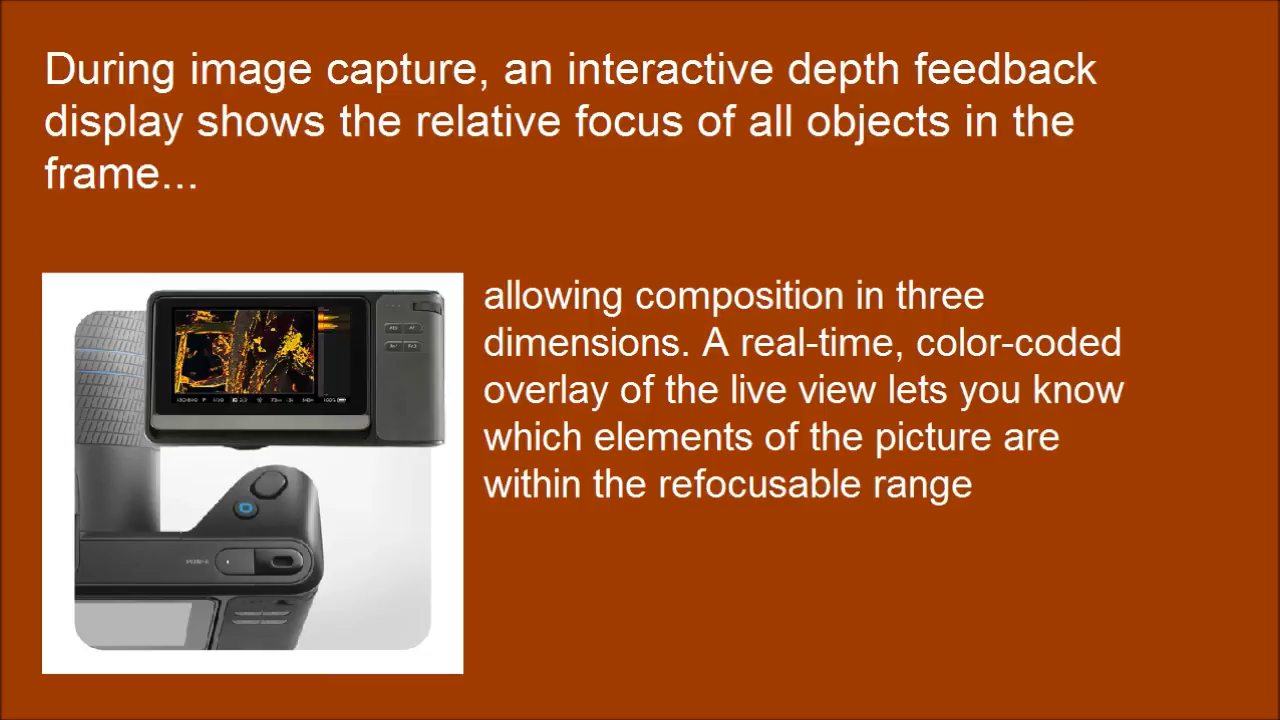 During image capture, an interactive depth feedback
display shows the relative focus of all objects in the
frame...
allowing composition in three
dimensions. A real-time, color-coded
overlay of the live view lets you know
which elements of the picture are
within the refocusable range